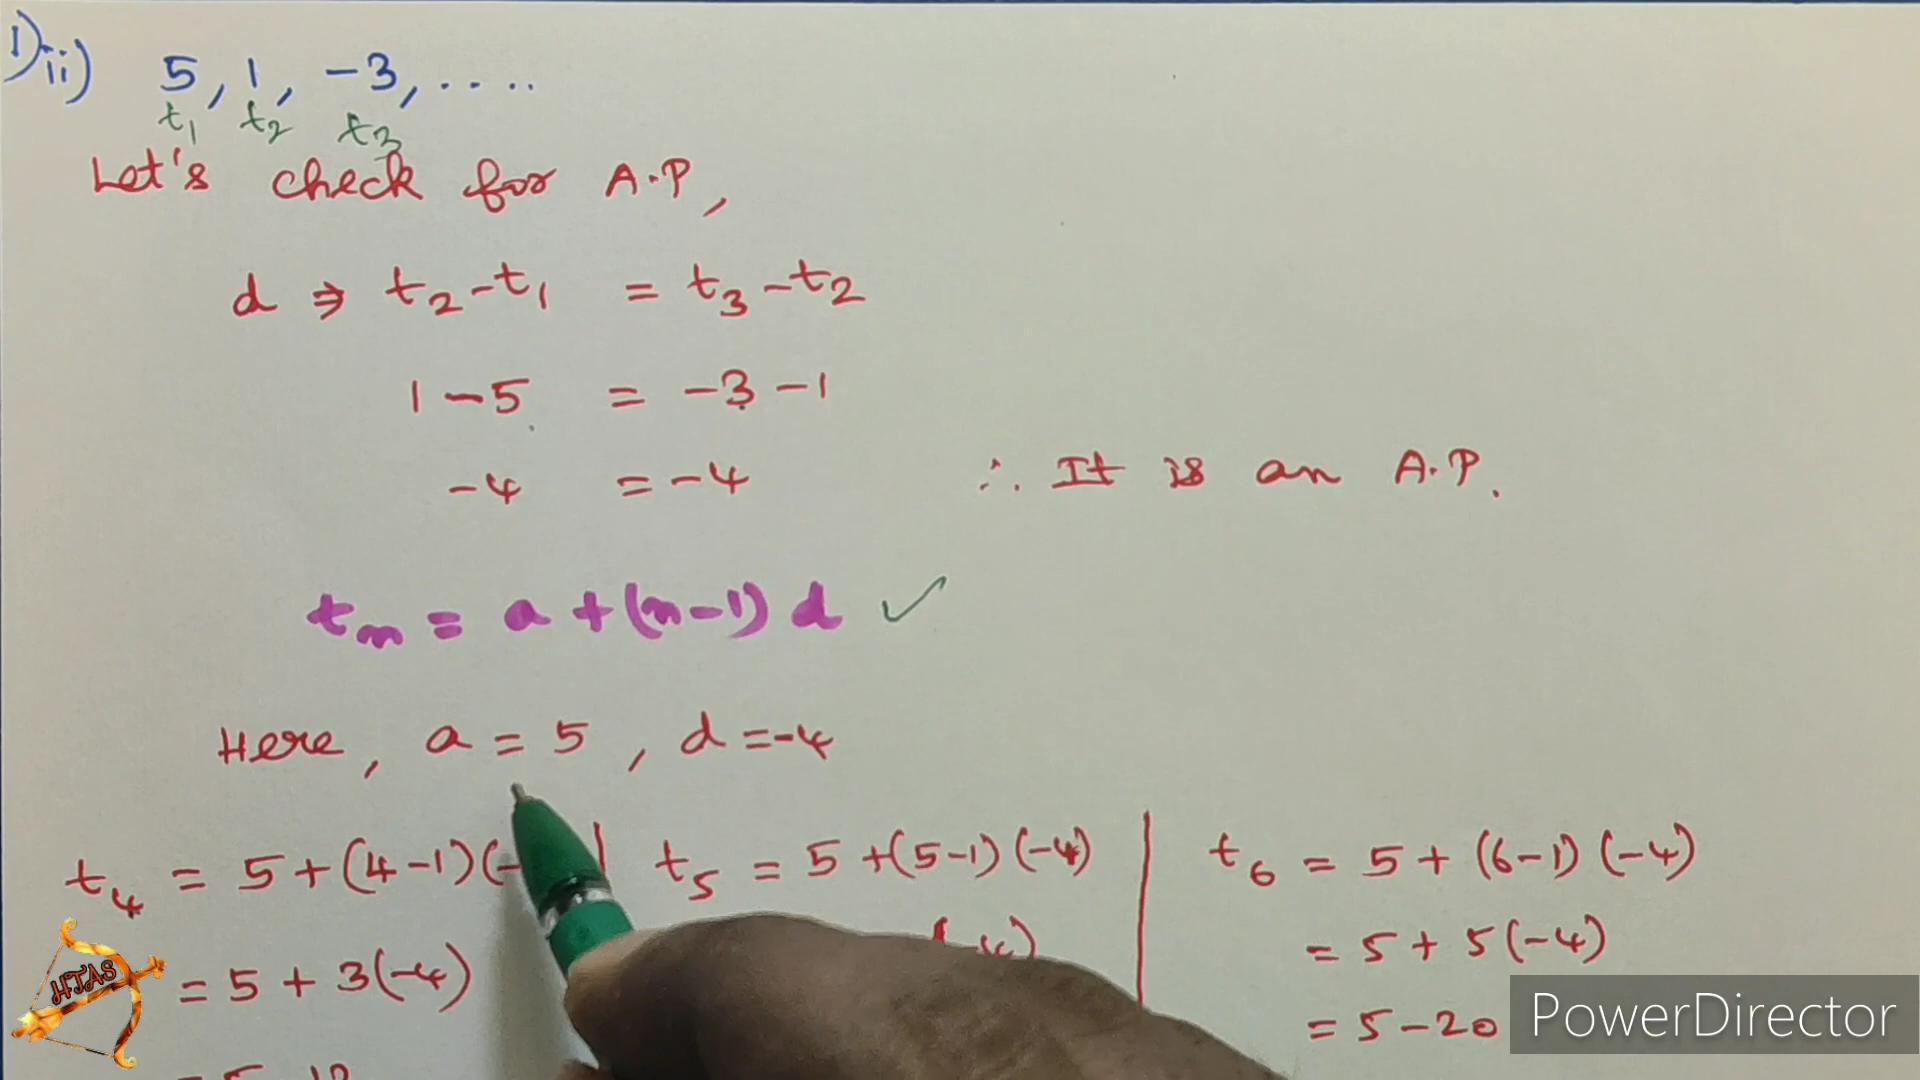 1) ii) 5, 1, -3, ....
t1 t2 t3
Let's check for A.P,
d ⇒ t2 - t1 = t3 - t2
1 - 5 = -3 - 1
-4 = -4 ∴ It is an A.P.
tn = a + (n-1) d ✓
Here, a = 5, d = -4
t4 = 5 + (4-1) (- t5 = 5 + (5-1) (-4) t6 = 5 + (6-1) (-4)
= 5 + 3(-4) = 5 + 5(-4)
= 5 - 20
HTAS
PowerDirector